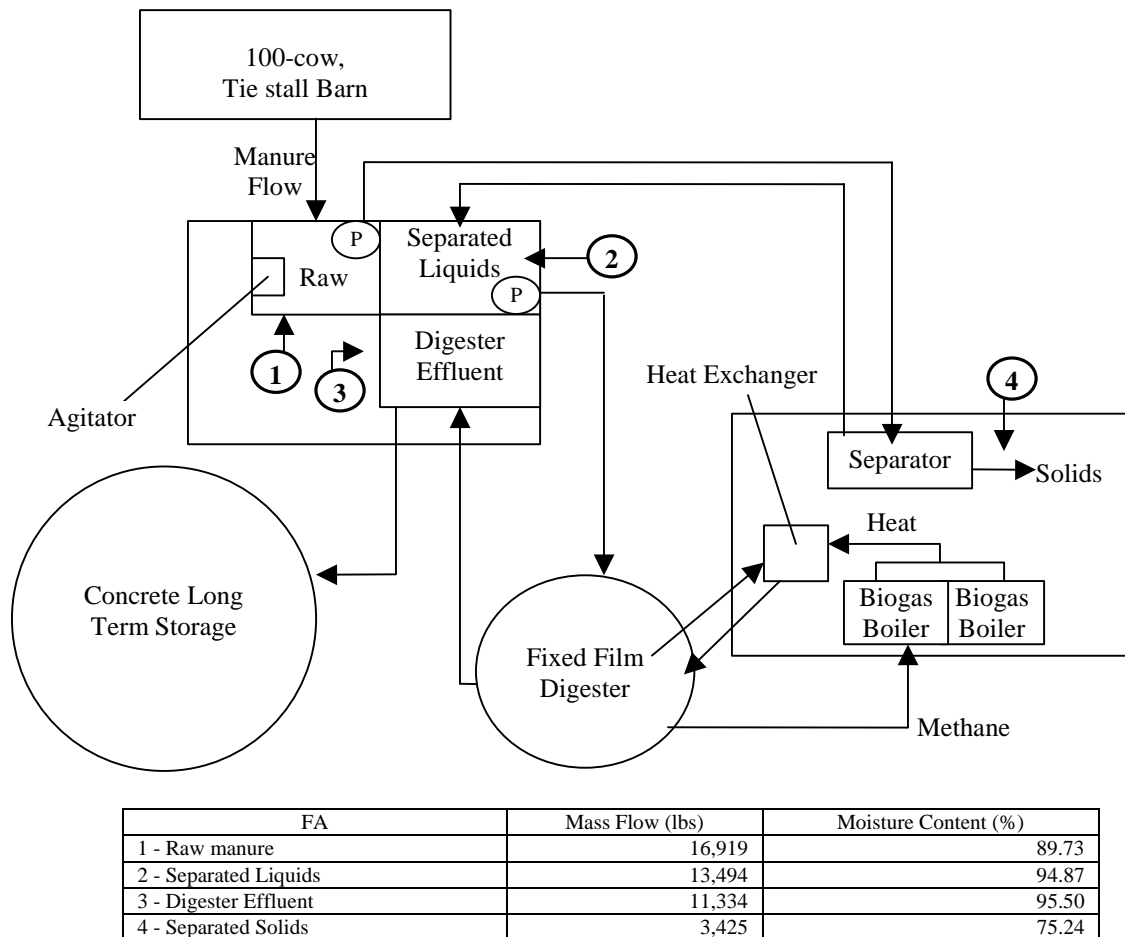 100-cow,
Tie stall Barn
Manure
Flow
P
Separated
Liquids
2
Raw
P
Digester
Effluent
1
3
Agitator
Heat Exchanger
4
Separator
Solids
Heat
Concrete Long
Term Storage
Biogas
Boiler
Biogas
Boiler
Fixed Film
Digester
Methane
FA Mass Flow (lbs) Moisture Content (%)
1 - Raw manure 16,919 89.73
2 - Separated Liquids 13,494 94.87
3 - Digester Effluent 11,334 95.50
4 - Separated Solids 3,425 75.24